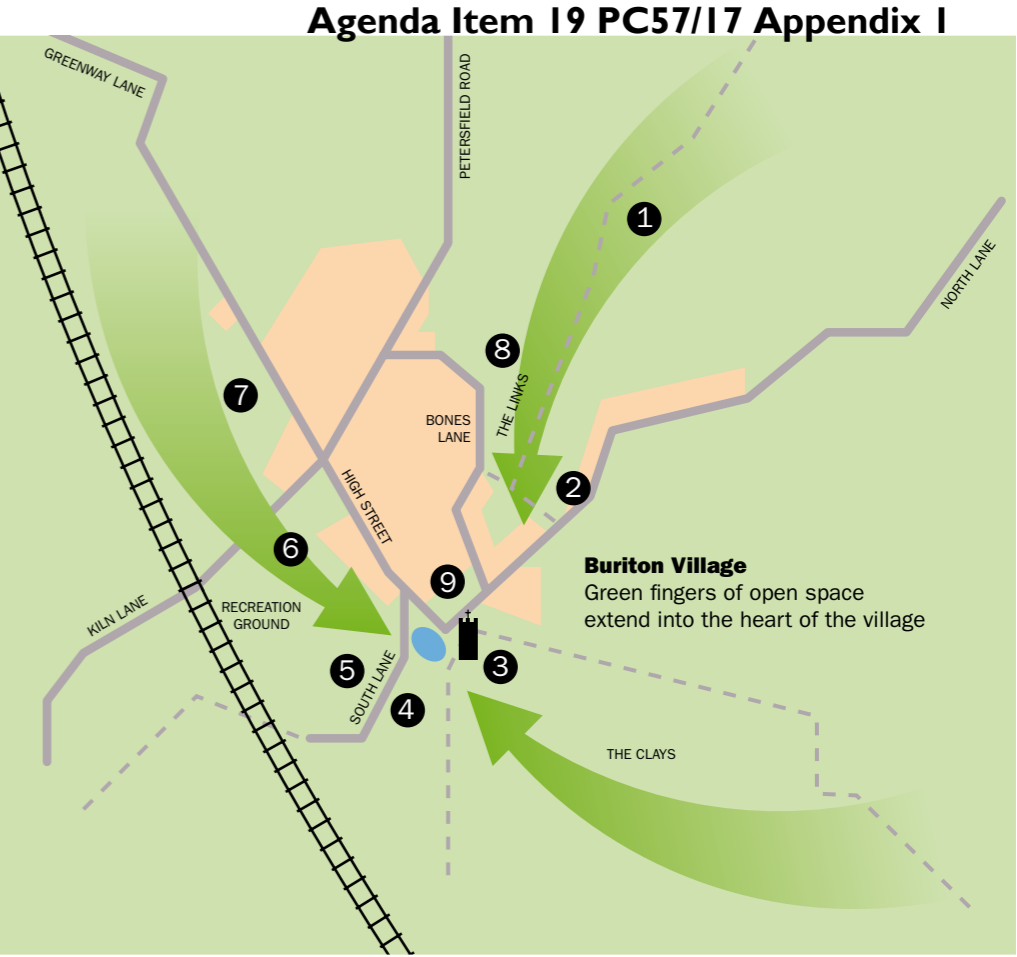 Agenda Item 19 PC57/17 Appendix 1
GREENWAY LANE
PETERSFIELD ROAD
1
NORTH LANE
8
THE LINKS
7
BONES
LANE
HIGH STREET
2
6
Buriton Village
Green fingers of open space
extend into the heart of the village
9
KILN LANE
RECREATION
GROUND
3
5
SOUTH LANE
4
THE CLAYS